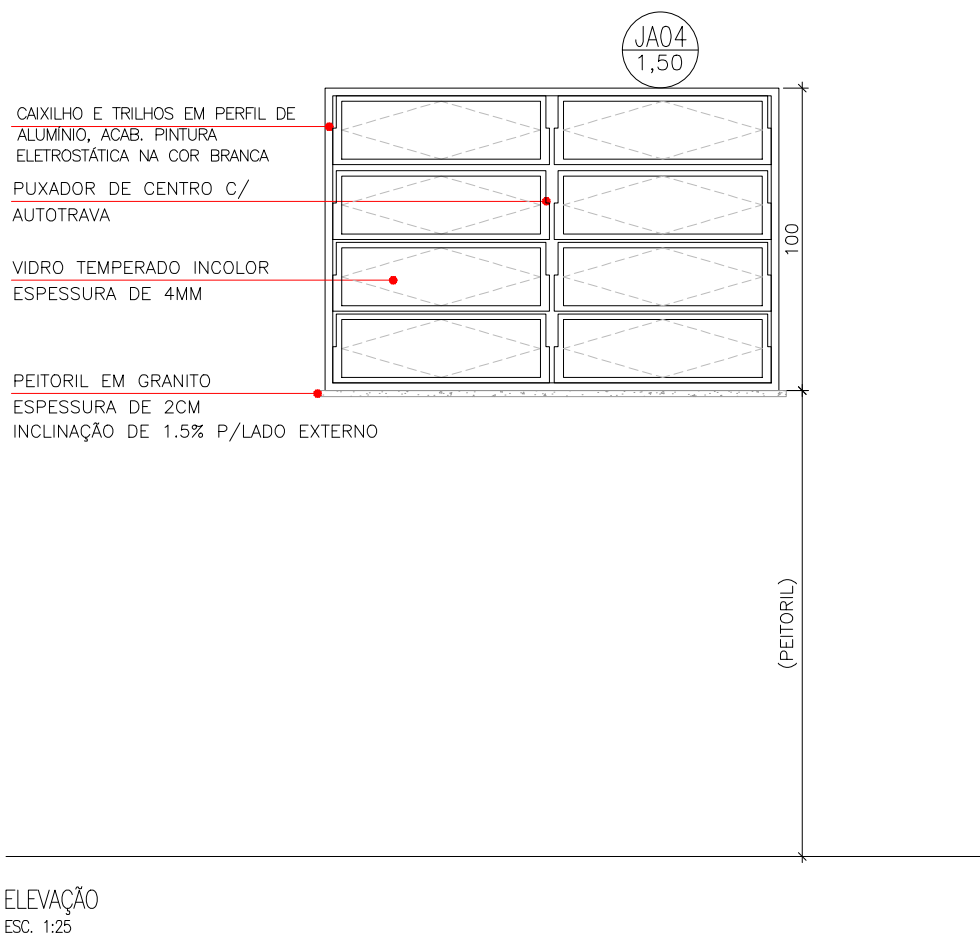 JA04
1,50
CAIXILHO E TRILHOS EM PERFIL DE
ALUMÍNIO, ACAB. PINTURA
ELETROSTÁTICA NA COR BRANCA
PUXADOR DE CENTRO C/
AUTOTRAVA
VIDRO TEMPERADO INCOLOR
ESPESSURA DE 4MM
PEITORIL EM GRANITO
ESPESSURA DE 2CM
INCLINAÇÃO DE 1.5% P/LADO EXTERNO
100
(PEITORIL)
ELEVAÇÃO
ESC. 1:25